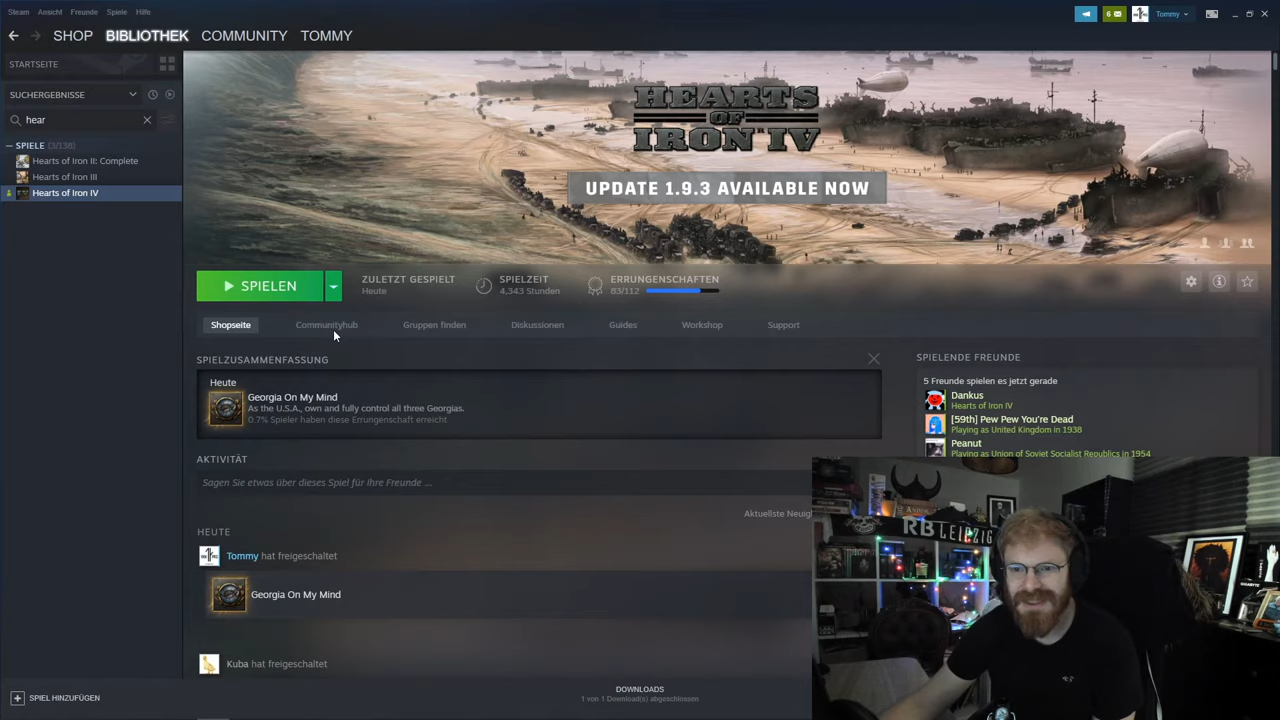 Steam Ansicht Freunde Spiele Hilfe
6
Tommy
SHOP BIBLIOTHEK COMMUNITY TOMMY
STARTSEITE
SUCHERGEBNISSE
hear
SPIELE (3/138)
Hearts of Iron II: Complete
Hearts of Iron III
Hearts of Iron IV
HEARTS
OF
IRON IV
UPDATE 1.9.3 AVAILABLE NOW
SPIELEN
ZULETZT GESPIELT
Heute
SPIELZEIT
4,343 Stunden
ERRUNGENSCHAFTEN
83/112
Shopseite Communityhub Gruppen finden Diskussionen Guides Workshop Support
SPIELZUSAMMENFASSUNG
Heute
Georgia On My Mind
As the U.S.A., own and fully control all three Georgias.
0.7% Spieler haben diese Errungenschaft erreicht
SPIELENDE FREUNDE
5 Freunde spielen es jetzt gerade
Dankus
Hearts of Iron IV
[59th] Pew Pew You're Dead
Playing as United Kingdom in 1938
Peanut
Playing as Union of Soviet Socialist Republics in 1954
AKTIVITÄT
Sagen Sie etwas über dieses Spiel für Ihre Freunde ...
Aktuellste Neuig
HEUTE
Tommy hat freigeschaltet
Georgia On My Mind
Kuba hat freigeschaltet
RB LEIPZIG
SPIEL HINZUFÜGEN
DOWNLOADS
1 von 1 Download(s) abgeschlossen